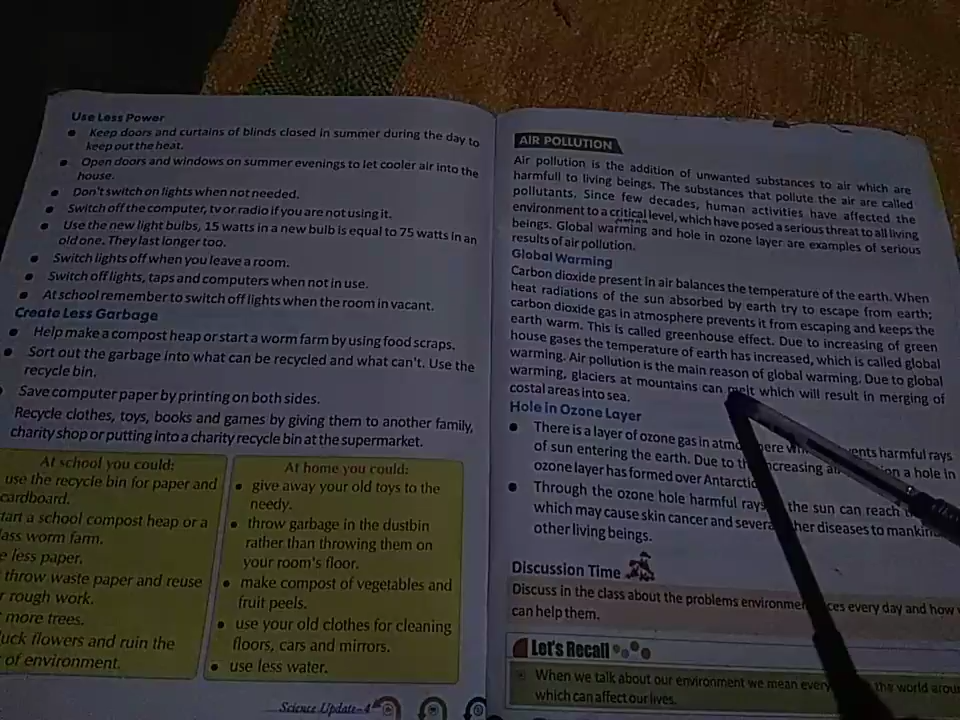 Use Less Power
Keep doors and curtains of blinds closed in summer during the day to
keep out the heat.
Open doors and windows on summer evenings to let cooler air into the
house.
Don't switch on lights when not needed.
Switch off the computer, tv or radio if you are not using it.
Use the new light bulbs, 15 watts in a new bulb is equal to 75 watts in an
old one. They last longer too.
Switch lights off when you leave a room.
Switch off lights, taps and computers when not in use.
At school remember to switch off lights when the room in vacant.
Create Less Garbage
Help make a compost heap or start a worm farm by using food scraps.
Sort out the garbage into what can be recycled and what can't. Use the
recycle bin.
Save computer paper by printing on both sides.
Recycle clothes, toys, books and games by giving them to another family,
charity shop or putting into a charity recycle bin at the supermarket.
At school you could:
use the recycle bin for paper and
cardboard.
start a school compost heap or a
worm farm.
less paper.
throw waste paper and reuse
rough work.
more trees.
flowers and ruin the
of environment.
At home you could:
give away your old toys to the
needy.
throw garbage in the dustbin
rather than throwing them on
your room's floor.
make compost of vegetables and
fruit peels.
use your old clothes for cleaning
floors, cars and mirrors.
use less water.
Science Update-4
AIR POLLUTION
Air pollution is the addition of unwanted substances to air which are
harmfull to living beings. The substances that pollute the air are called
pollutants. Since few decades, human activities have affected the
environment to a critical level, which have posed a serious threat to all living
beings. Global warming and hole in ozone layer are examples of serious
results of air pollution.
Global Warming
Carbon dioxide present in air balances the temperature of the earth. When
heat radiations of the sun absorbed by earth try to escape from earth;
carbon dioxide gas in atmosphere prevents it from escaping and keeps the
earth warm. This is called greenhouse effect. Due to increasing of green
house gases the temperature of earth has increased, which is called global
warming. Air pollution is the main reason of global warming. Due to global
warming, glaciers at mountains can melt which will result in merging of
costal areas into sea.
Hole in Ozone Layer
There is a layer of ozone gas in harmful rays
of sun entering the earth. Due to increasing a hole in
ozone layer has formed over
Through the ozone hole harmful rays the sun can reach
which may cause skin cancer and diseases to
other living beings.
Discussion Time
Discuss in the class about the problems every day and how
can help them.
Let's Recall
When we talk about our environment we mean the world
which can affect our lives.